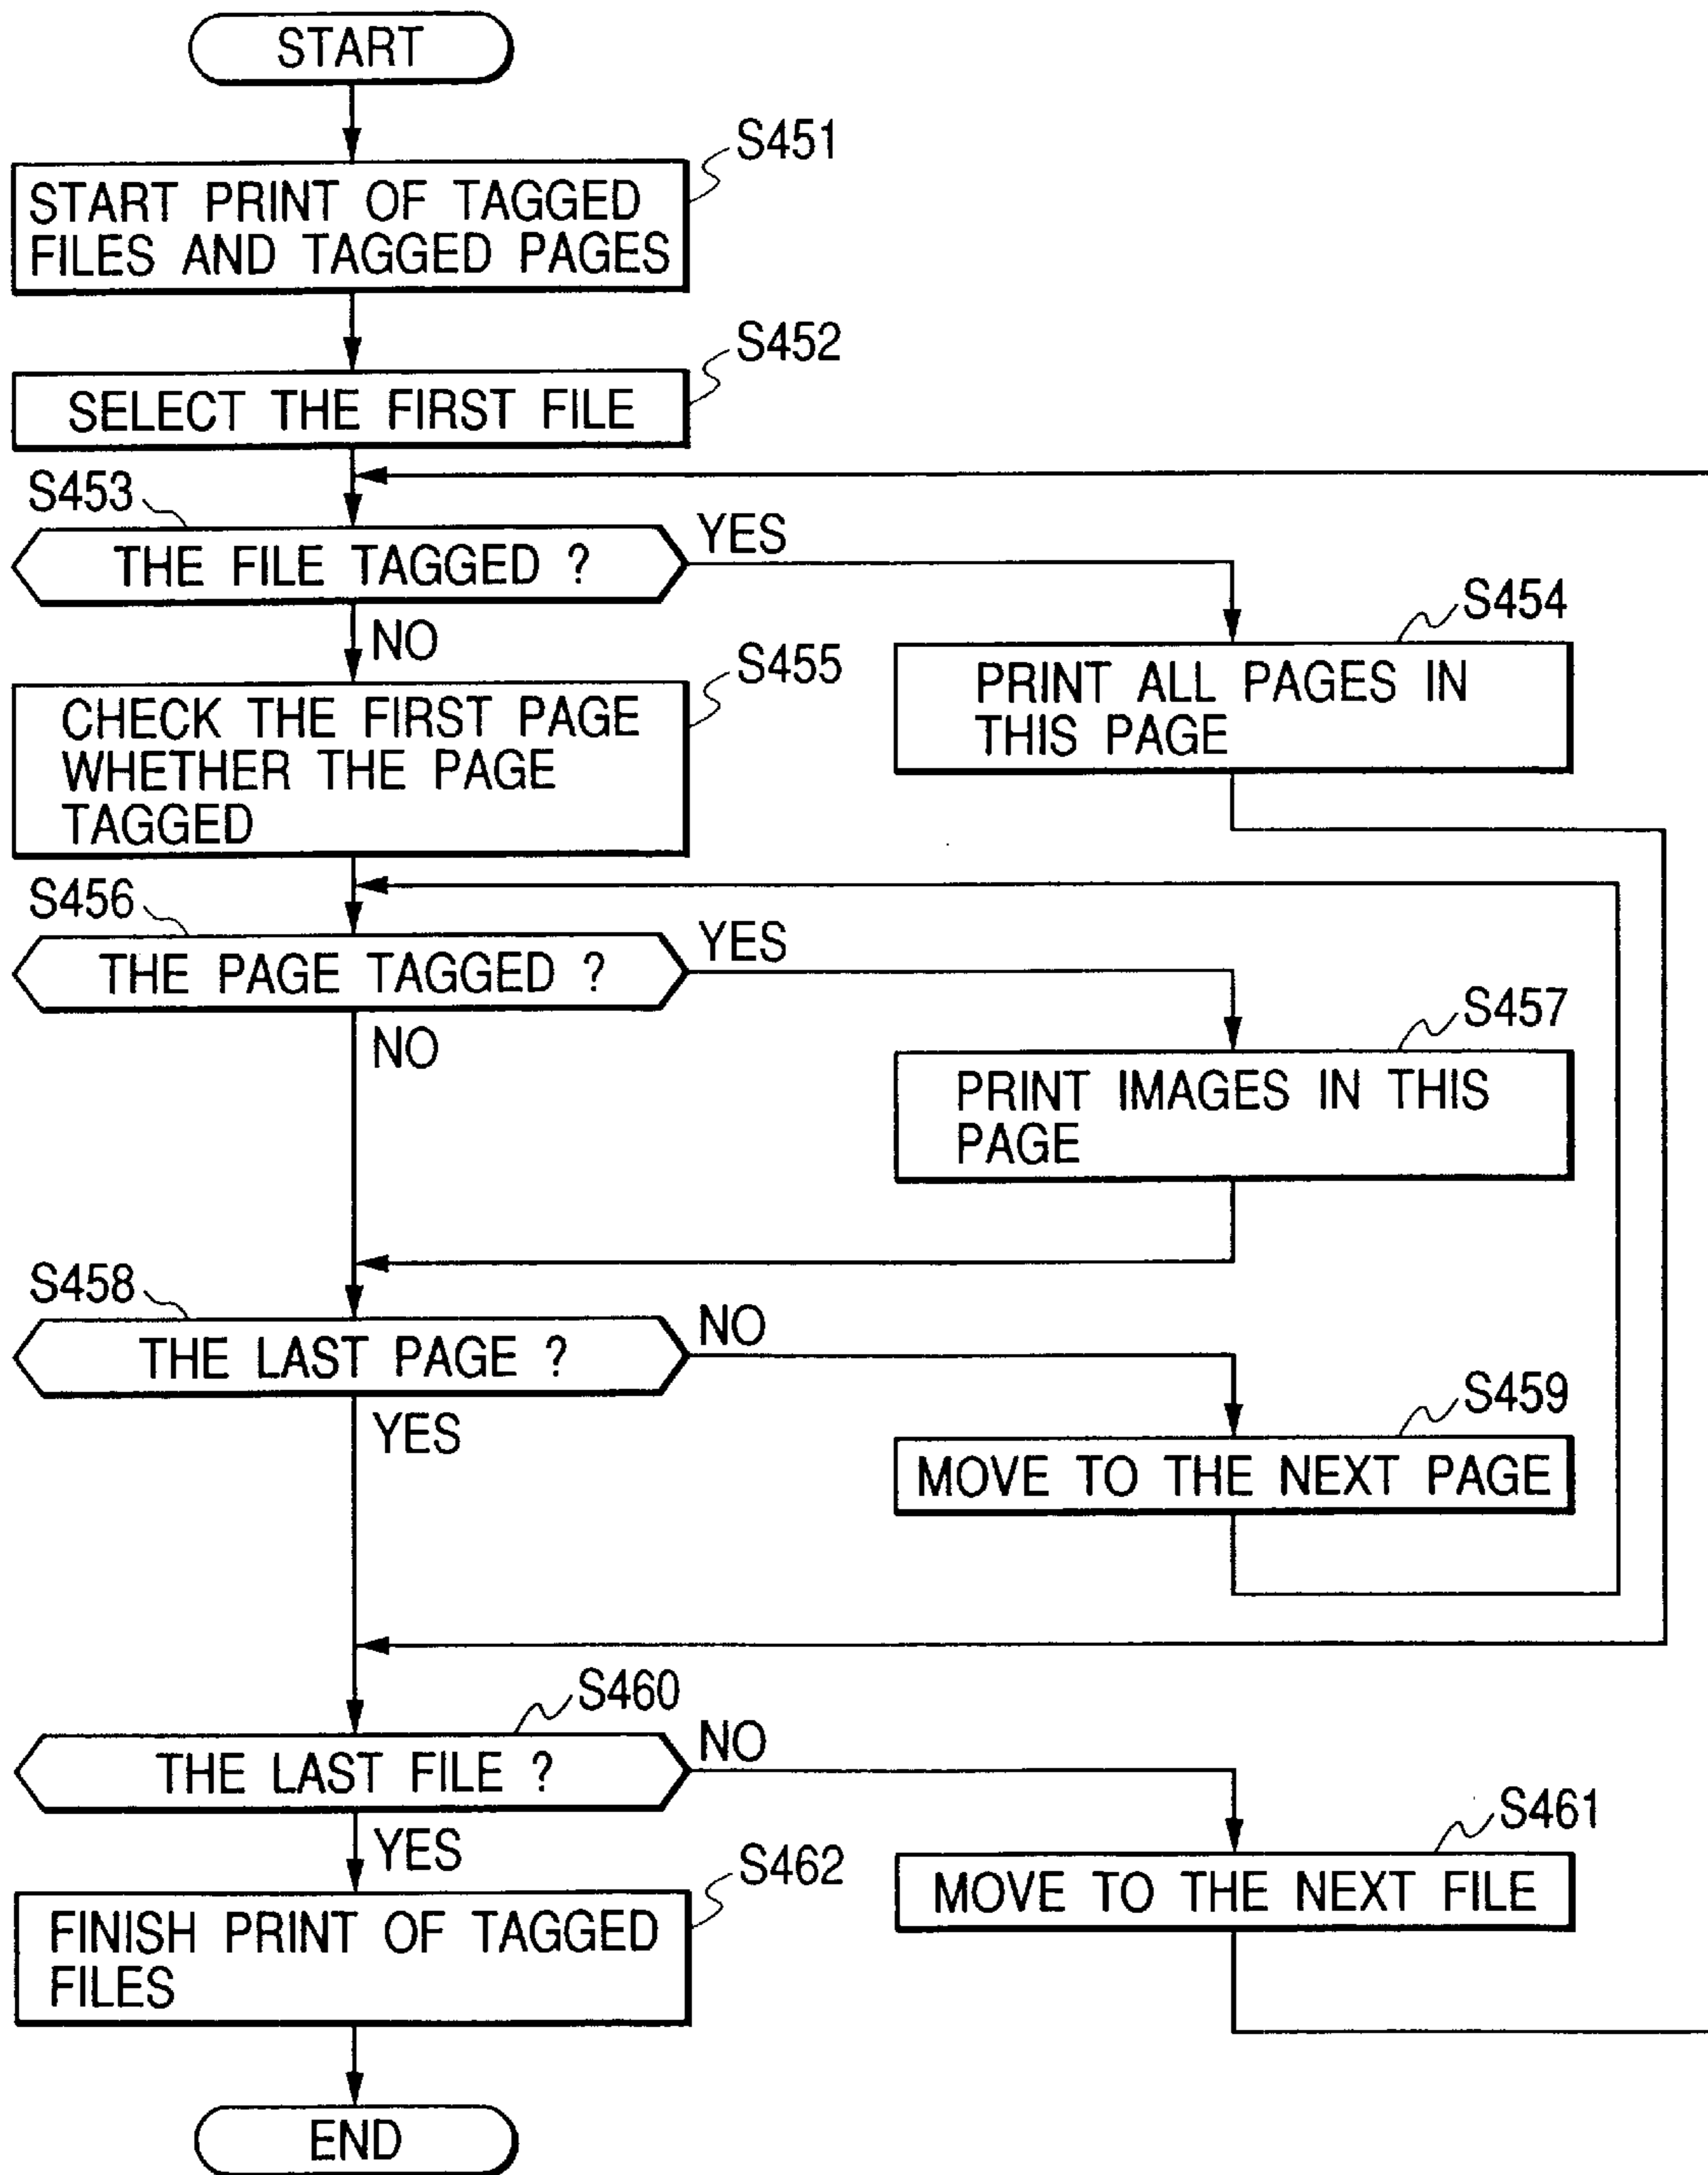 START
S451
START PRINT OF TAGGED
FILES AND TAGGED PAGES
S452
SELECT THE FIRST FILE
S453
THE FILE TAGGED ?
YES
NO
S454
PRINT ALL PAGES IN
THIS PAGE
S455
CHECK THE FIRST PAGE
WHETHER THE PAGE
TAGGED
S456
THE PAGE TAGGED ?
YES
NO
S457
PRINT IMAGES IN THIS
PAGE
S458
THE LAST PAGE ?
NO
YES
S459
MOVE TO THE NEXT PAGE
S460
THE LAST FILE ?
NO
YES
S461
MOVE TO THE NEXT FILE
S462
FINISH PRINT OF TAGGED
FILES
END